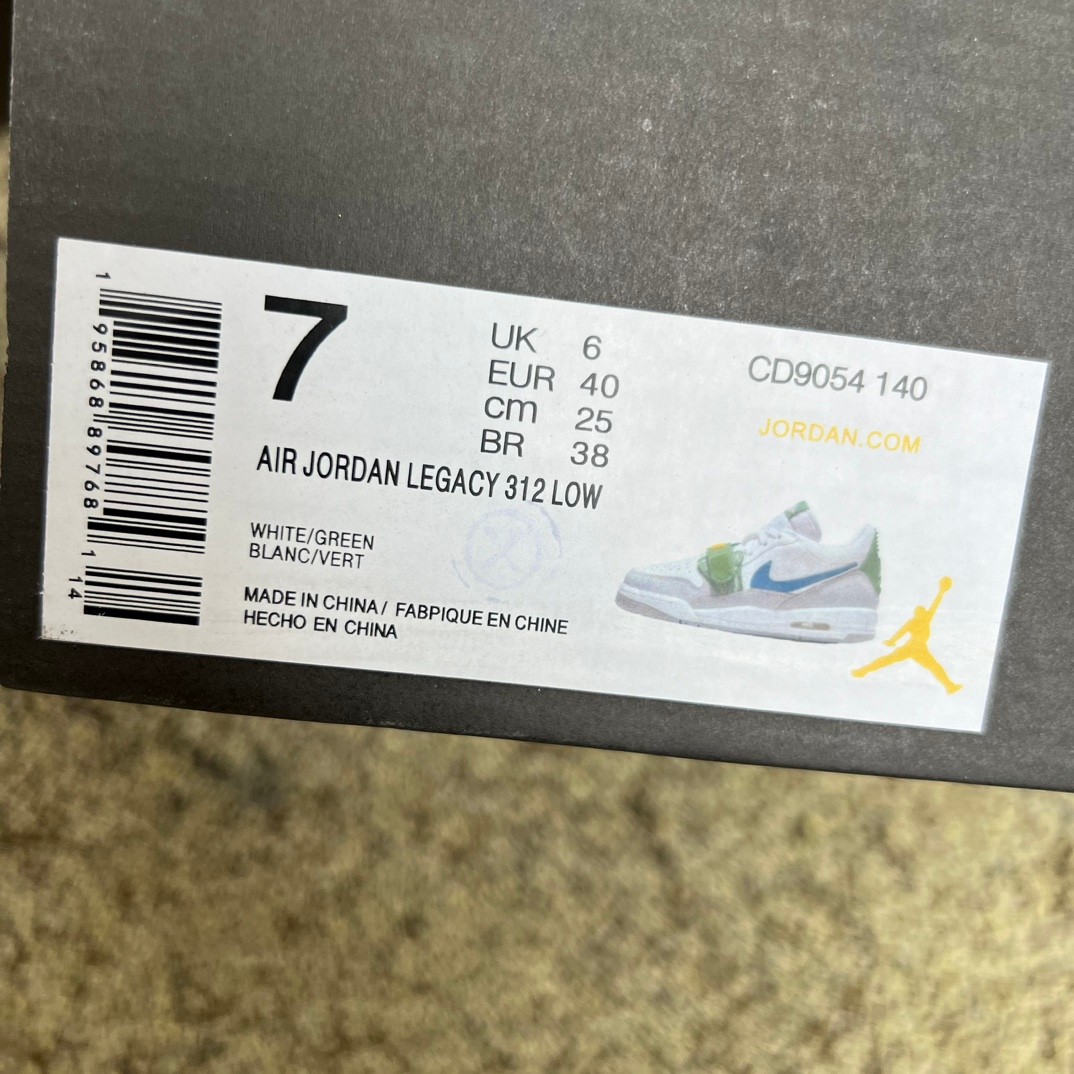 1 95868 89768 1
14
7
UK 6
EUR 40
cm 25
BR 38
CD9054 140
JORDAN.COM
AIR JORDAN LEGACY 312 LOW
WHITE/GREEN
BLANC/VERT
MADE IN CHINA / FABPIQUE EN CHINE
HECHO EN CHINA